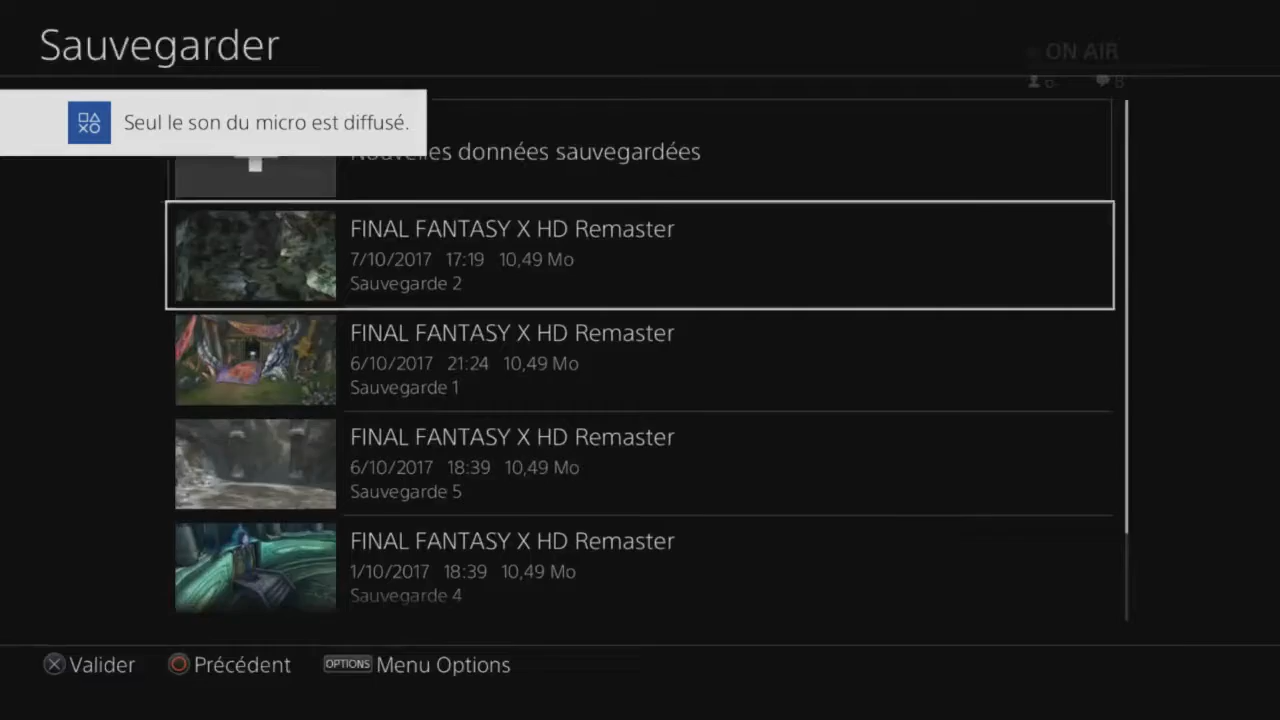 Sauvegarder
ON AIR
Seul le son du micro est diffusé.
Nouvelles données sauvegardées
FINAL FANTASY X HD Remaster
7/10/2017 17:19 10,49 Mo
Sauvegarde 2
FINAL FANTASY X HD Remaster
6/10/2017 21:24 10,49 Mo
Sauvegarde 1
FINAL FANTASY X HD Remaster
6/10/2017 18:39 10,49 Mo
Sauvegarde 5
FINAL FANTASY X HD Remaster
1/10/2017 18:39 10,49 Mo
Sauvegarde 4
Valider Précédent OPTIONS Menu Options